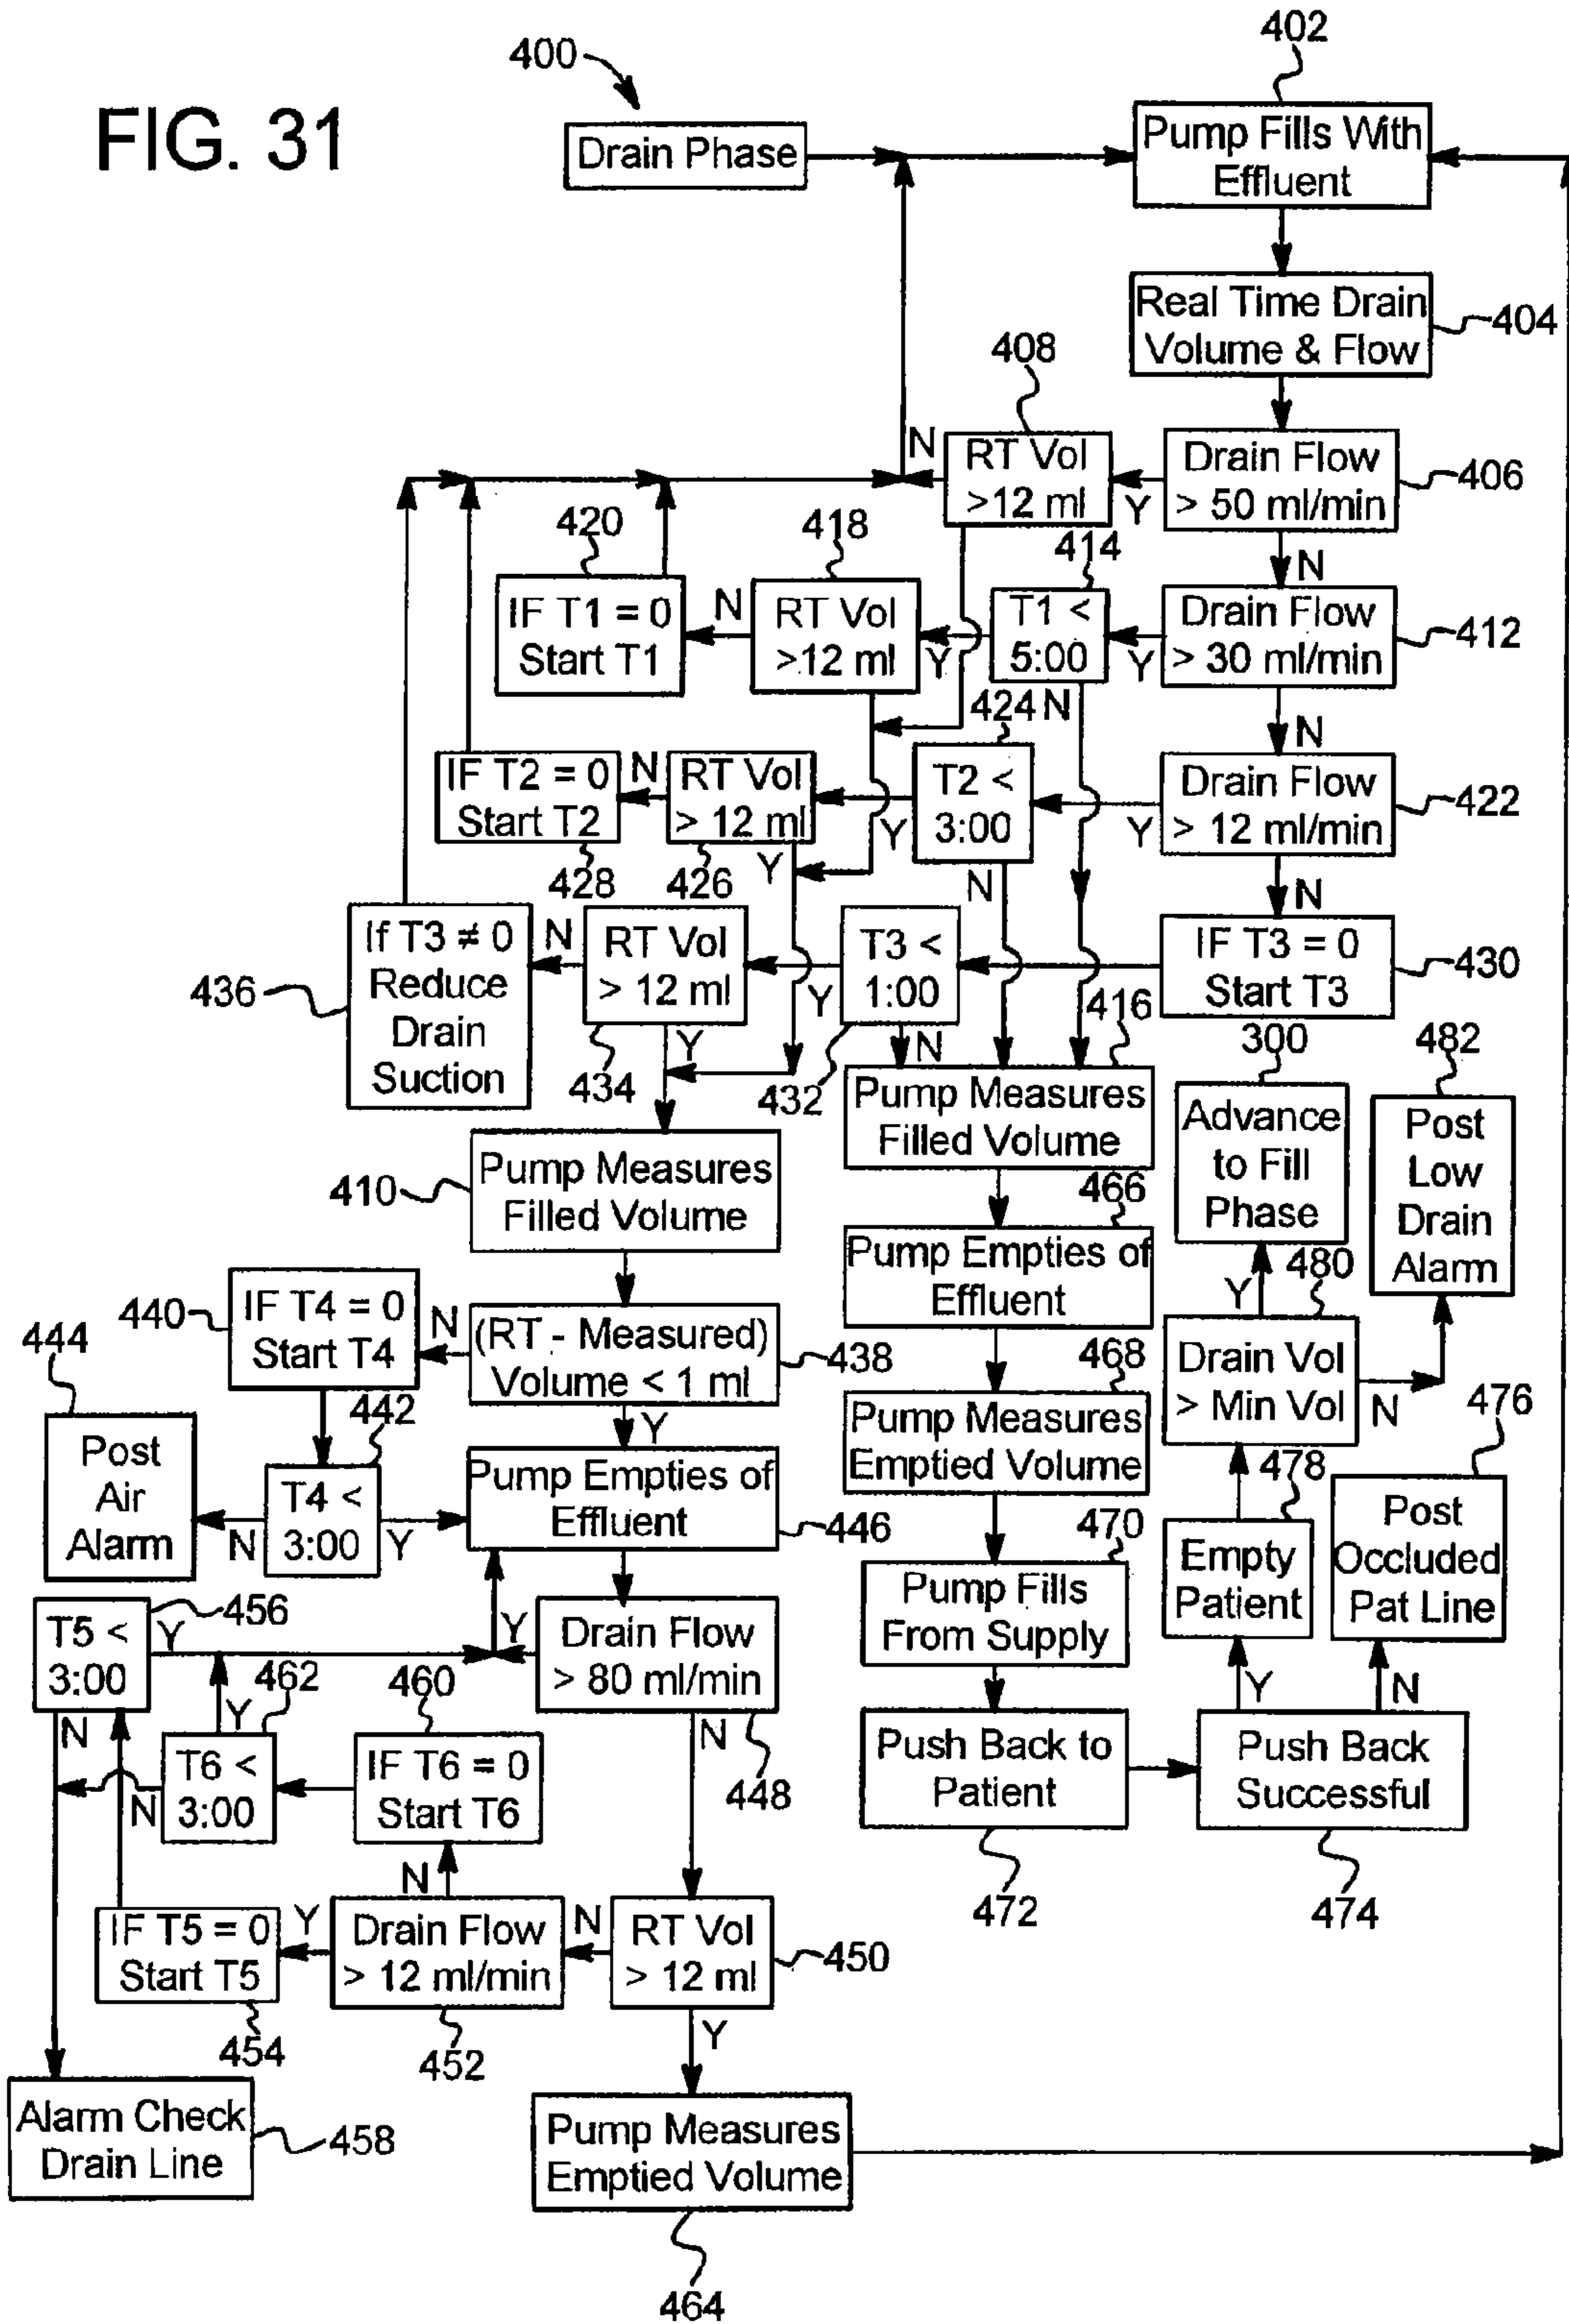 FIG. 31
400
402
Drain Phase
Pump Fills With
Effluent
Real Time Drain
Volume & Flow
404
408
N
RT Vol
>12 ml
Y
Drain Flow
> 50 ml/min
406
N
420
418
414
IF T1 = 0
Start T1
N
RT Vol
>12 ml
Y
T1 <
5:00
Y
Drain Flow
> 30 ml/min
412
N
N
424
IF T2 = 0
Start T2
N
RT Vol
> 12 ml
Y
T2 <
3:00
Y
Drain Flow
> 12 ml/min
422
428
426
Y
N
N
436
If T3 ≠ 0
Reduce
Drain
Suction
N
RT Vol
> 12 ml
Y
T3 <
1:00
IF T3 = 0
Start T3
430
434
Y
432
N
416
300
482
410
Pump Measures
Filled Volume
Pump Measures
Filled Volume
466
Advance
to Fill
Phase
Post
Low
Drain
Alarm
Pump Empties of
Effluent
Y
480
440
IF T4 = 0
Start T4
N
(RT - Measured)
Volume < 1 ml
438
Y
468
Drain Vol
> Min Vol
N
444
442
Post
Air
Alarm
N
T4 <
3:00
Y
Pump Empties of
Effluent
446
Pump Measures
Emptied Volume
470
478
476
Empty
Patient
Post
Occluded
Pat Line
456
T5 <
3:00
Y
N
Y
Drain Flow
> 80 ml/min
N
448
Pump Fills
From Supply
Y
N
462
460
Y
T6 <
3:00
N
IF T6 = 0
Start T6
Push Back to
Patient
Push Back
Successful
472
474
N
IF T5 = 0
Start T5
Y
Drain Flow
> 12 ml/min
N
RT Vol
> 12 ml
450
454
452
Y
Alarm Check
Drain Line
458
Pump Measures
Emptied Volume
464